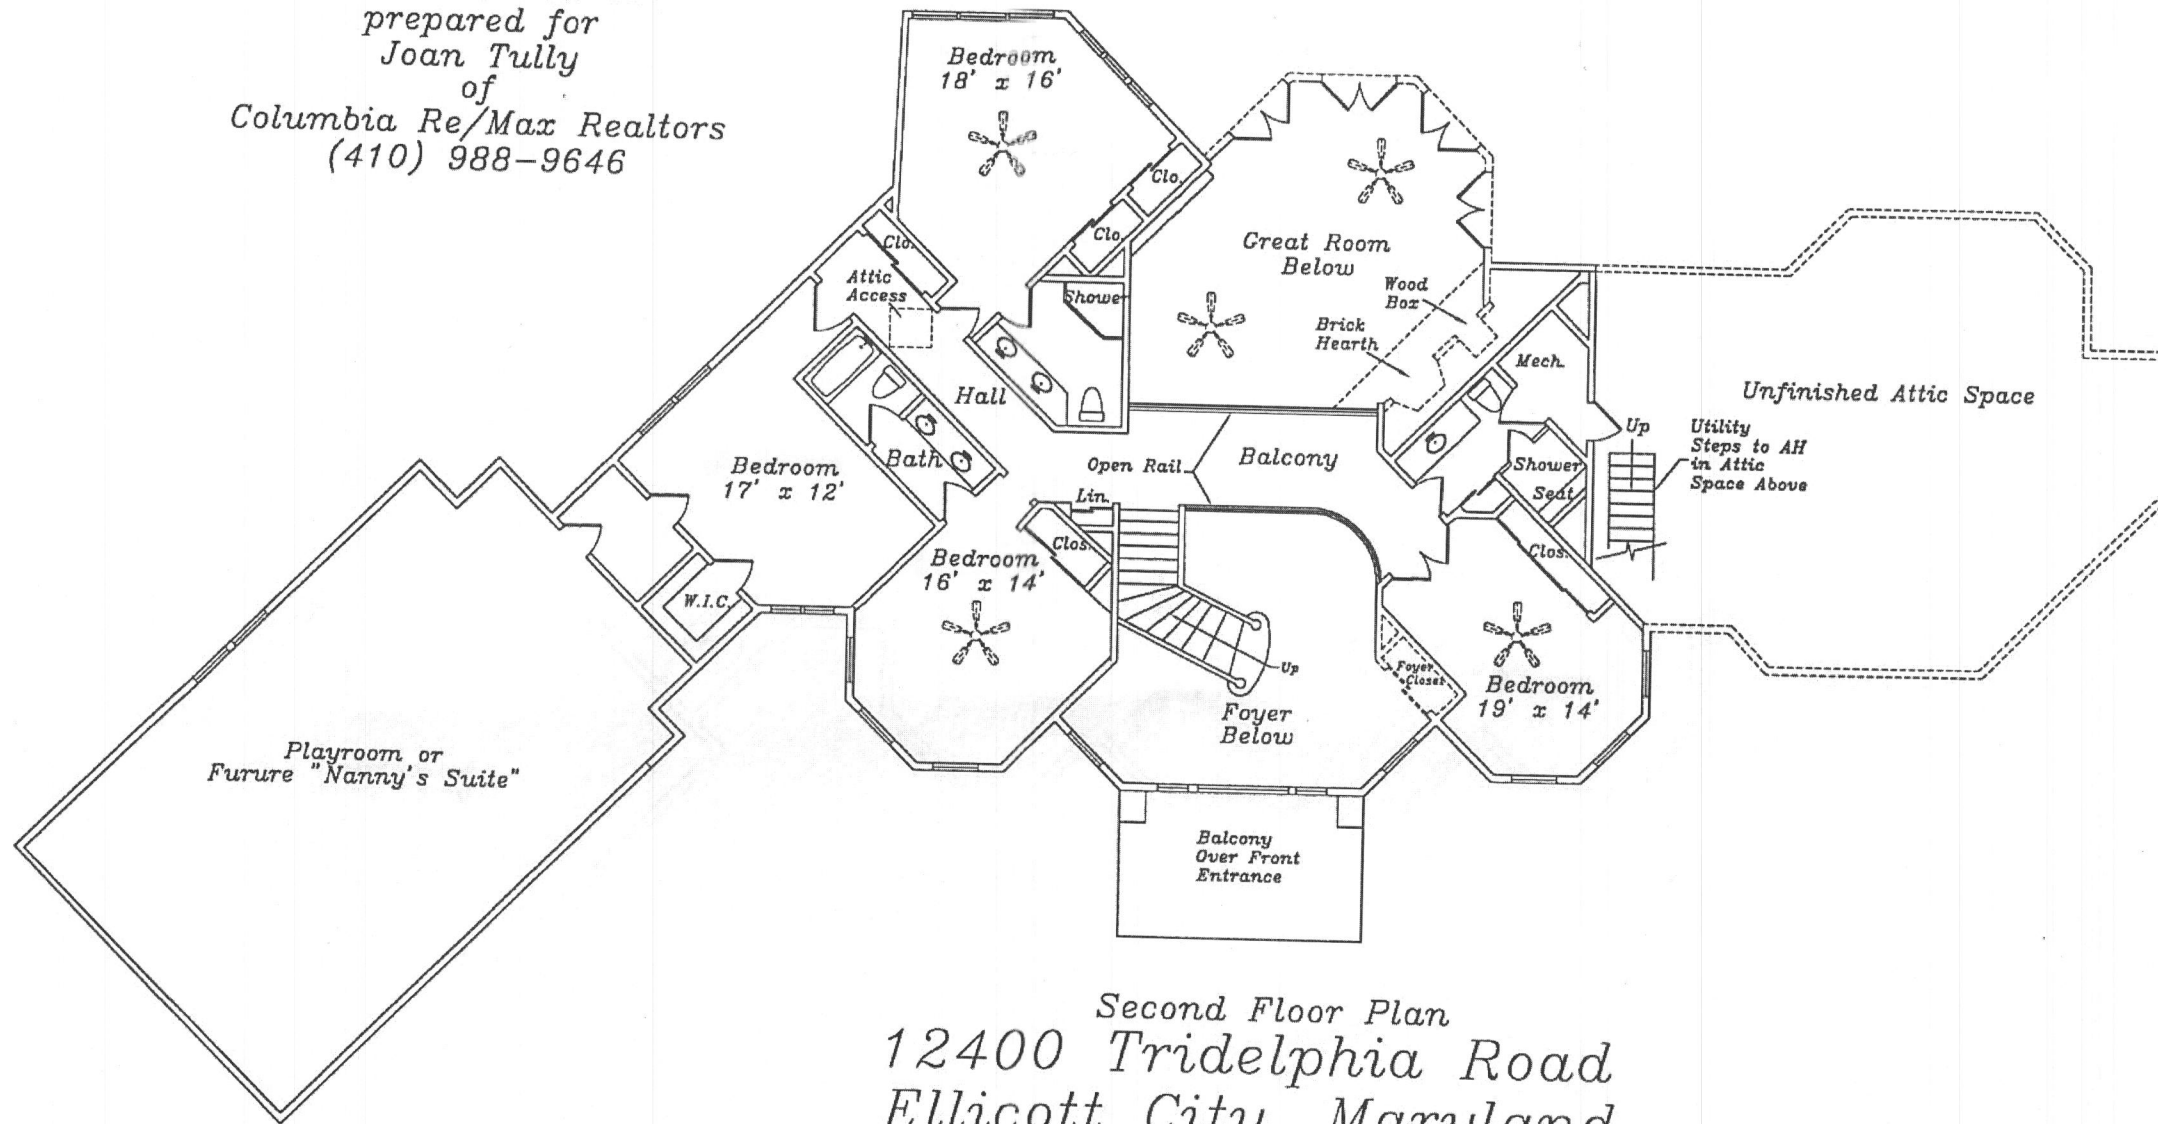 prepared for
Joan Tully
of
Columbia Re/Max Realtors
(410) 988-9646
Bedroom
18' x 16'
Clo.
Clo.
Clo.
Attic
Access
Shower
Great Room
Below
Wood
Box
Brick
Hearth
Mech.
Unfinished Attic Space
Hall
Bath
Bedroom
17' x 12'
Open Rail
Balcony
Up
Utility
Steps to AH
in Attic
Space Above
Shower
Seat
Lin.
Clos.
Clos.
Bedroom
16' x 14'
W.I.C.
Up
Foyer
Closet
Bedroom
19' x 14'
Foyer
Below
Playroom or
Furure "Nanny's Suite"
Balcony
Over Front
Entrance
Second Floor Plan
12400 Tridelphia Road
Ellicott City, Maryland